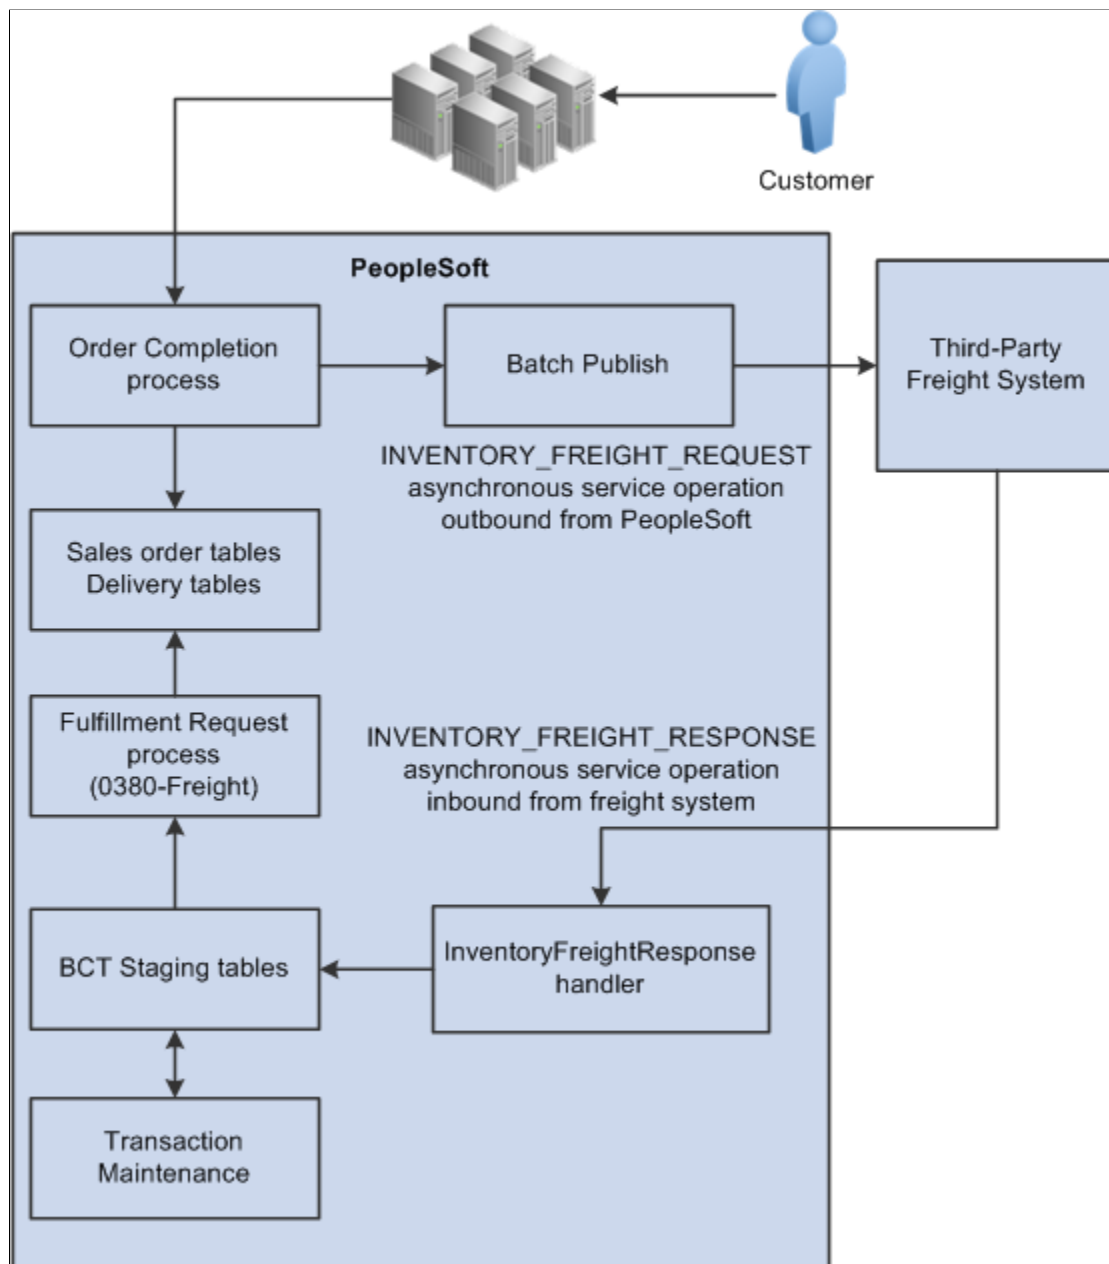 Customer
PeopleSoft
Order Completion
process
Batch Publish
Third-Party
Freight System
INVENTORY_FREIGHT_REQUEST
asynchronous service operation
outbound from PeopleSoft
Sales order tables
Delivery tables
Fulfillment Request
process
(0380-Freight)
INVENTORY_FREIGHT_RESPONSE
asynchronous service operation
inbound from freight system
BCT Staging tables
InventoryFreightResponse
handler
Transaction
Maintenance